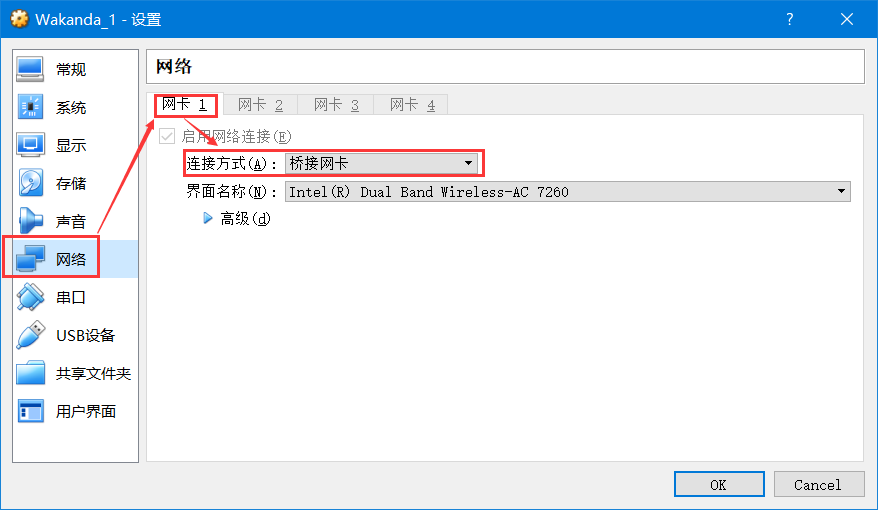 Wakanda_1 - 设置
?
常规
系统
显示
存储
声音
网络
串口
USB设备
共享文件夹
用户界面
网络
网卡 1
网卡 2
网卡 3
网卡 4
启用网络连接(E)
连接方式(A): 桥接网卡
界面名称(N): Intel(R) Dual Band Wireless-AC 7260
高级(d)
OK
Cancel